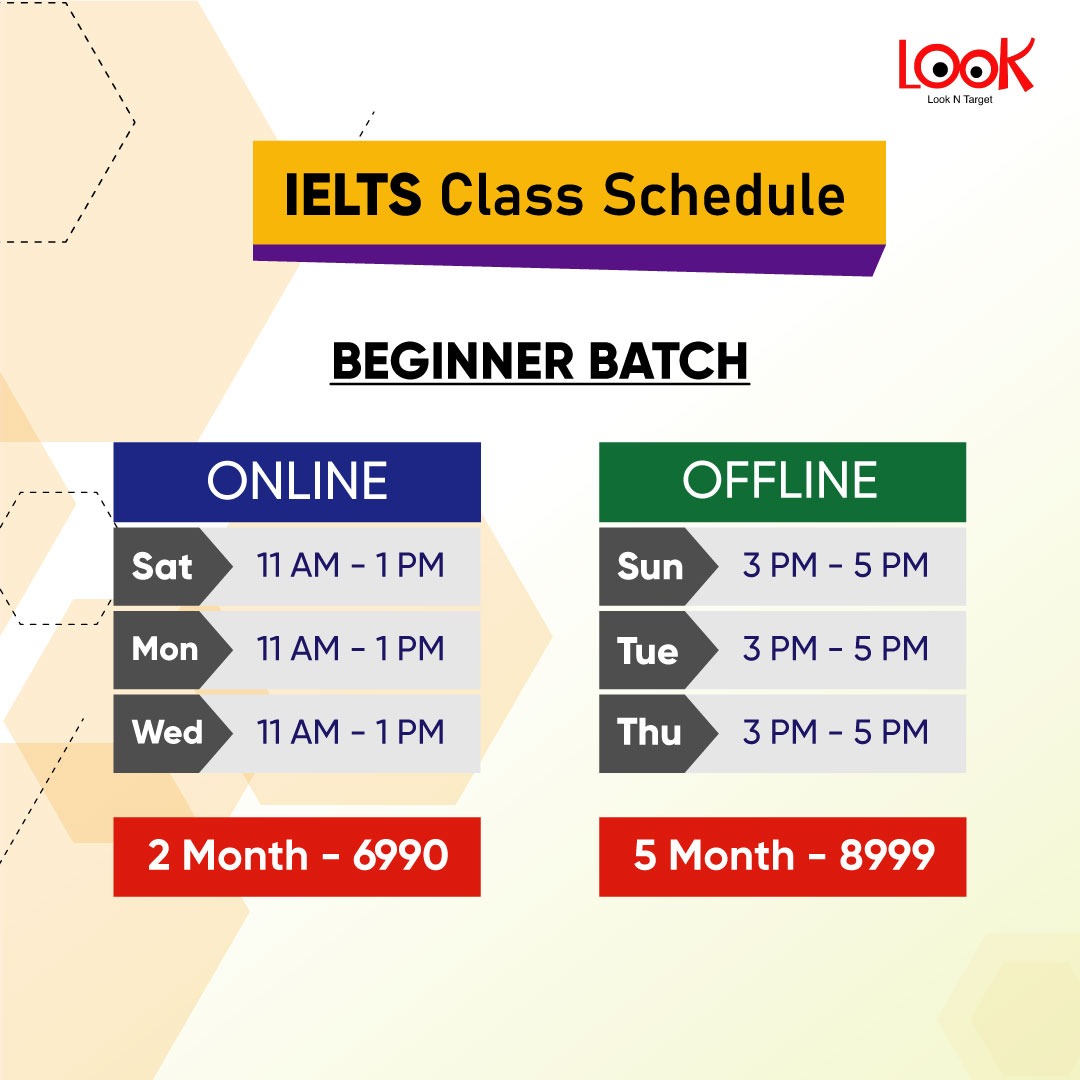 LOOK
Look N Target
IELTS Class Schedule
BEGINNER BATCH
ONLINE
Sat 11 AM - 1 PM
Mon 11 AM - 1 PM
Wed 11 AM - 1 PM
2 Month - 6990
OFFLINE
Sun 3 PM - 5 PM
Tue 3 PM - 5 PM
Thu 3 PM - 5 PM
5 Month - 8999